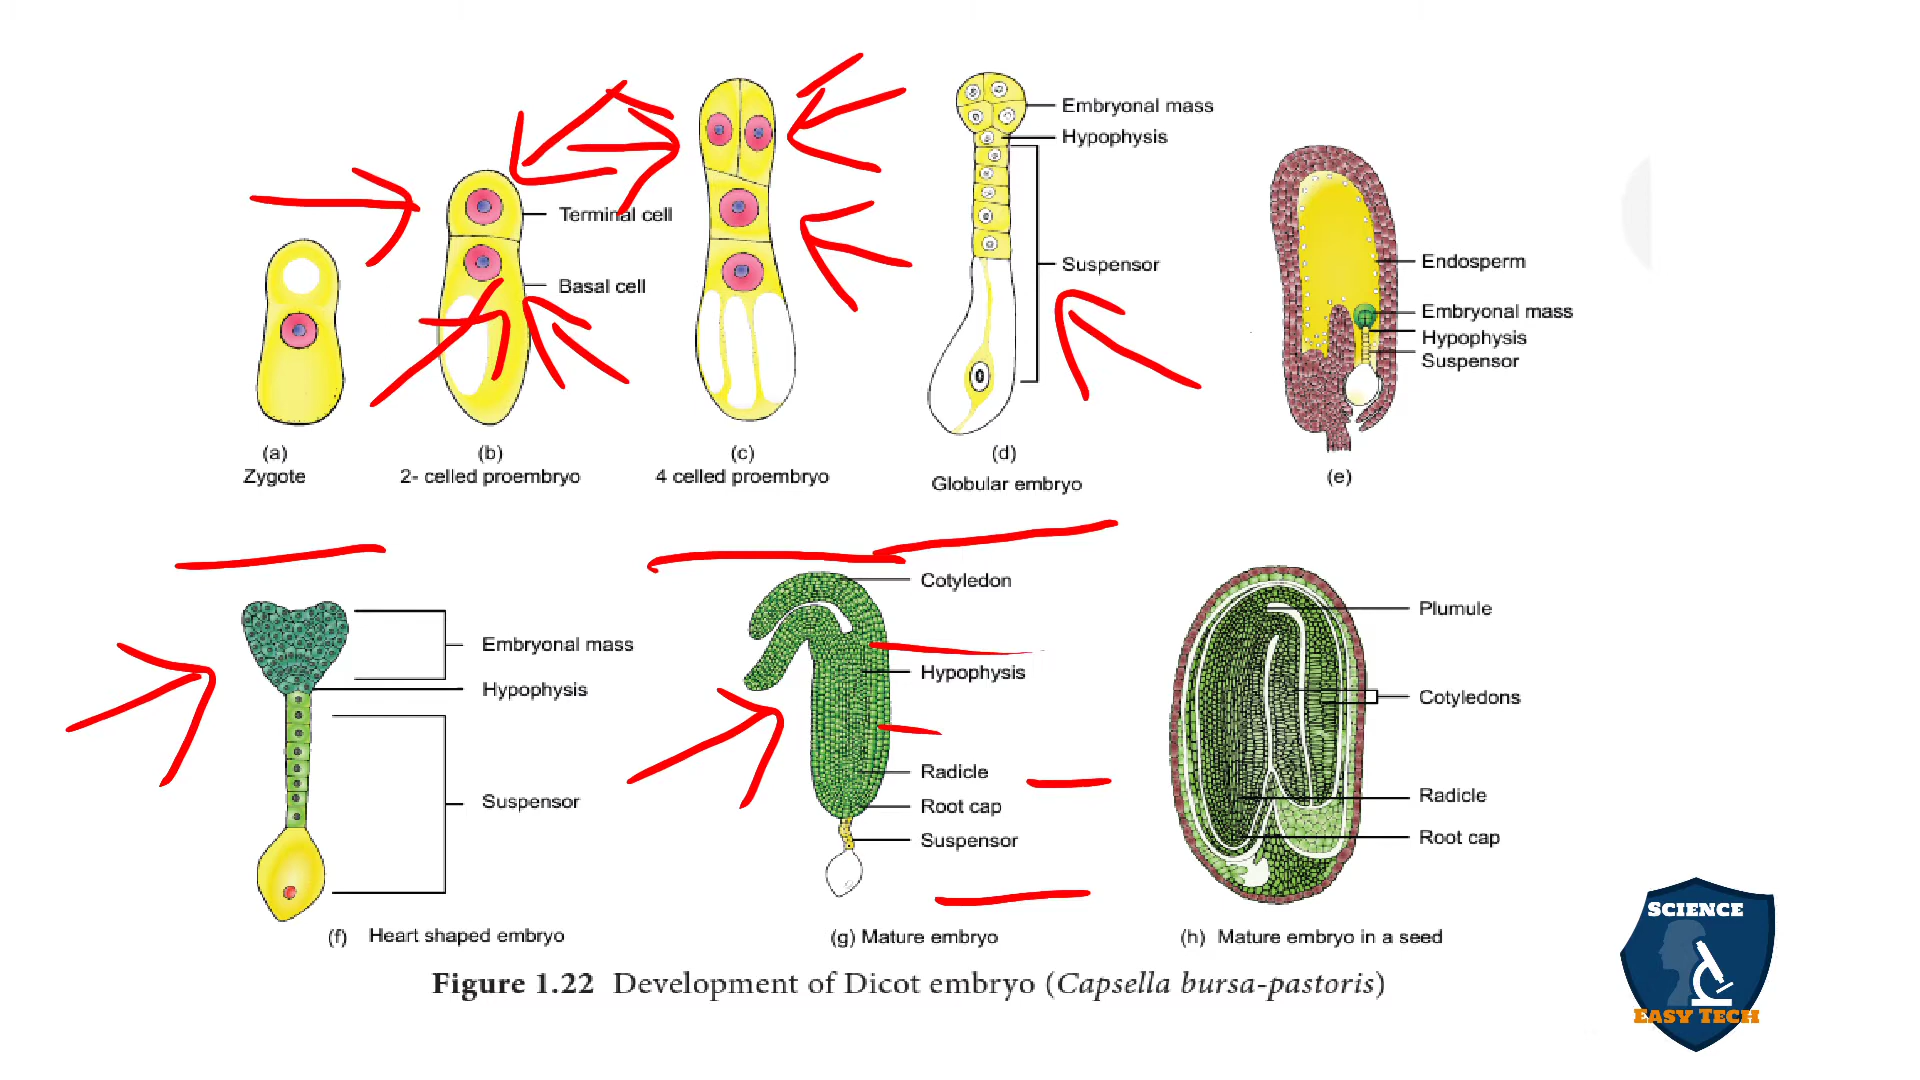 Embryonal mass
Hypophysis
Suspensor
Terminal cell
Basal cell
Endosperm
Embryonal mass
Hypophysis
Suspensor
(a)
Zygote
(b)
2- celled proembryo
(c)
4 celled proembryo
(d)
Globular embryo
(e)
Embryonal mass
Hypophysis
Suspensor
(f) Heart shaped embryo
Cotyledon
Hypophysis
Radicle
Root cap
Suspensor
(g) Mature embryo
Plumule
Cotyledons
Radicle
Root cap
(h) Mature embryo in a seed
Figure 1.22 Development of Dicot embryo (Capsella bursa-pastoris)
SCIENCE
EASY TECH